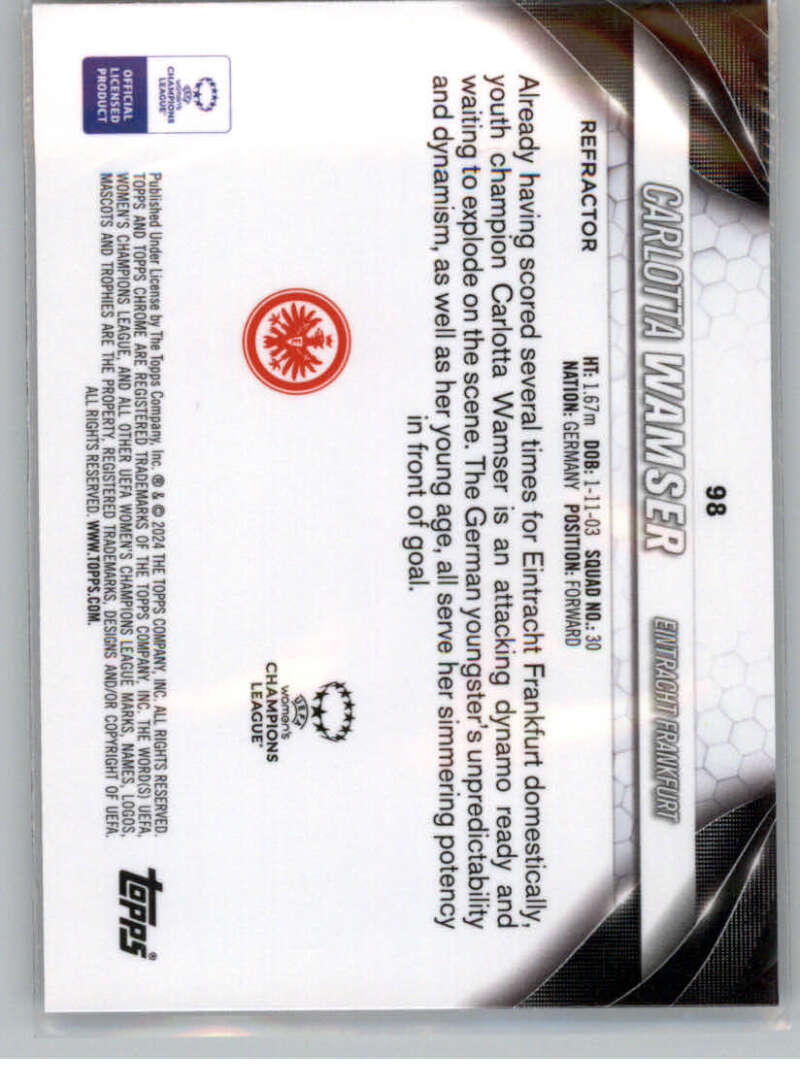 98
CARLOTTA WAMSER EINTRACHT FRANKFURT
REFRACTOR
HT: 1.67m DOB: 1-11-03 SQUAD NO.: 30
NATION: GERMANY POSITION: FORWARD
Already having scored several times for Eintracht Frankfurt domestically,
youth champion Carlotta Wamser is an attacking dynamo ready and
waiting to explode on the scene. The German youngster's unpredictability
and dynamism, as well as her young age, all serve her simmering potency
in front of goal.
UEFA
women's
CHAMPIONS
LEAGUE™
UEFA
women's
CHAMPIONS
LEAGUE™
OFFICIAL
LICENSED
PRODUCT
Published Under License by The Topps Company, Inc. ® & © 2024 THE TOPPS COMPANY, INC. ALL RIGHTS RESERVED.
TOPPS AND TOPPS CHROME ARE REGISTERED TRADEMARKS OF THE TOPPS COMPANY, INC. THE WORD(S) UEFA,
WOMEN'S CHAMPIONS LEAGUE, AND ALL OTHER UEFA WOMEN'S CHAMPIONS LEAGUE MARKS, NAMES, LOGOS,
MASCOTS AND TROPHIES ARE THE PROPERTY, REGISTERED TRADEMARKS, DESIGNS AND/OR COPYRIGHT OF UEFA.
ALL RIGHTS RESERVED. WWW.TOPPS.COM.
topps®